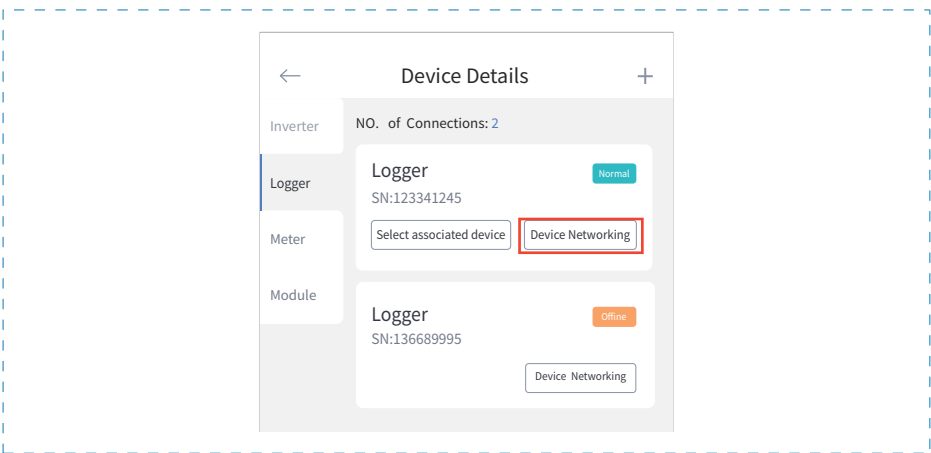 Device Details
Inverter
Logger
Meter
Module
NO. of Connections: 2
Logger
Normal
SN:123341245
Select associated device
Device Networking
Logger
Offine
SN:136689995
Device Networking